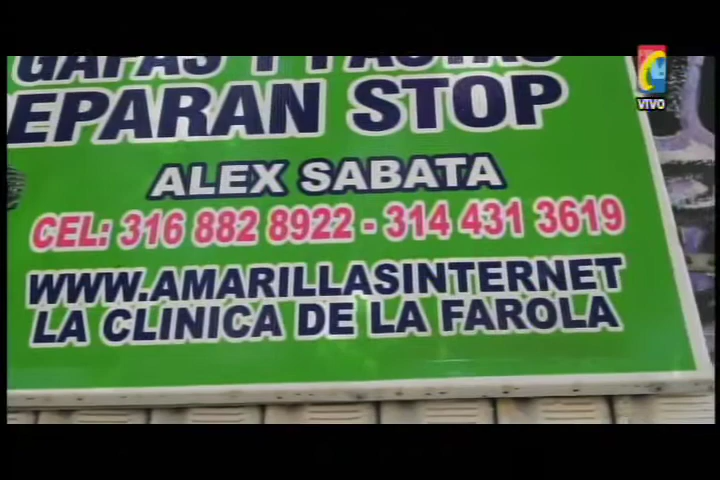 EPARAN STOP
ALEX SABATA
CEL: 316 882 8922 - 314 431 3619
WWW.AMARILLASINTERNET
LA CLINICA DE LA FAROLA
VIVO